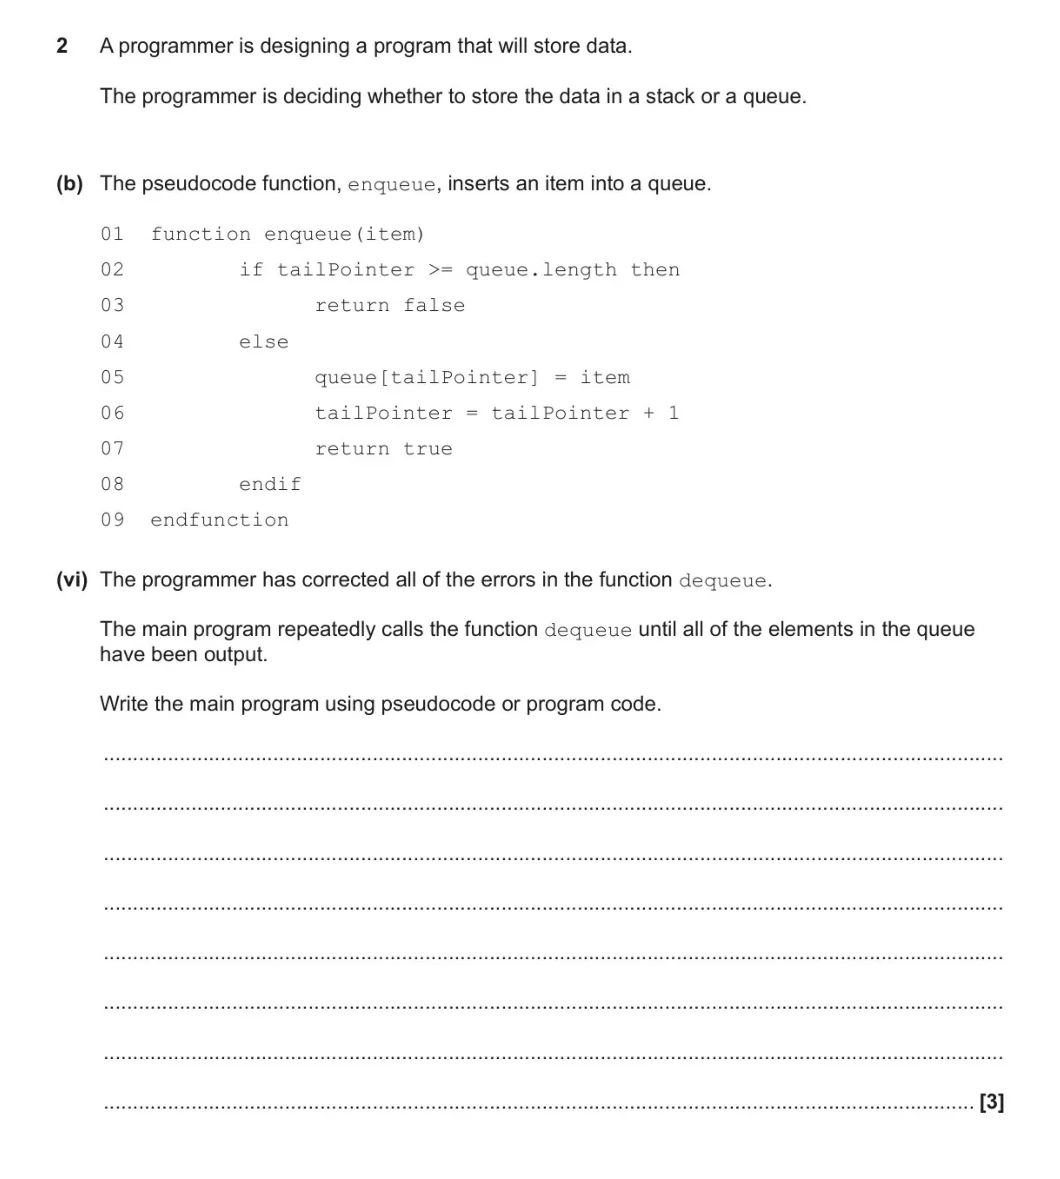 2 A programmer is designing a program that will store data.
The programmer is deciding whether to store the data in a stack or a queue.
(b) The pseudocode function, enqueue, inserts an item into a queue.
01 function enqueue(item)
02 if tailPointer >= queue.length then
03 return false
04 else
05 queue[tailPointer] = item
06 tailPointer = tailPointer + 1
07 return true
08 endif
09 endfunction
(vi) The programmer has corrected all of the errors in the function dequeue.
The main program repeatedly calls the function dequeue until all of the elements in the queue
have been output.
Write the main program using pseudocode or program code.
[3]